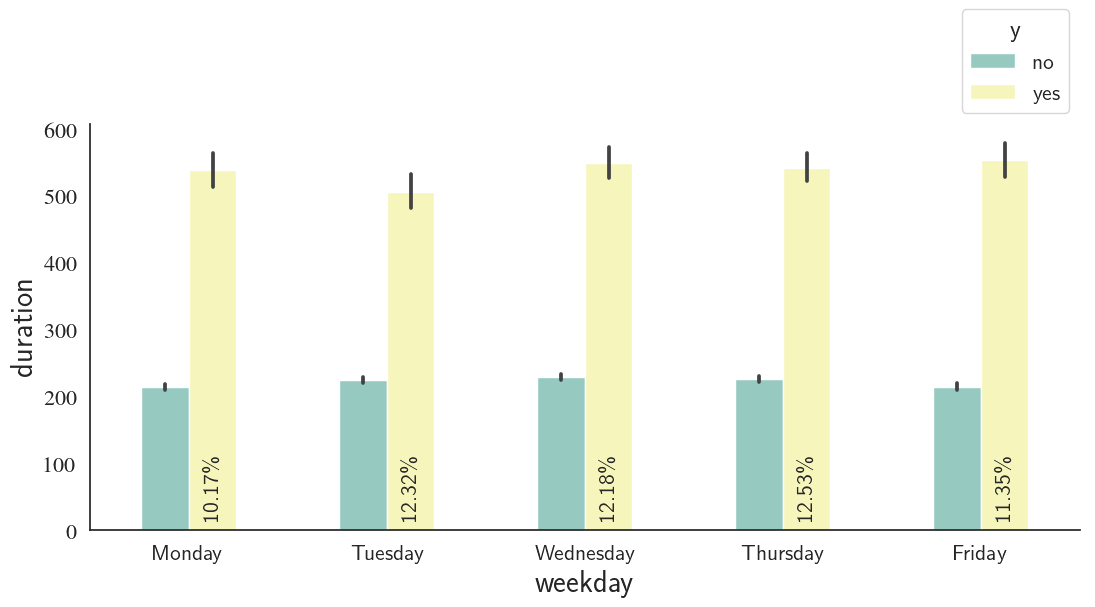 y
no
yes
600
500
400
300
200
100
0
duration
10.17%
12.32%
12.18%
12.53%
11.35%
Monday
Tuesday
Wednesday
Thursday
Friday
weekday